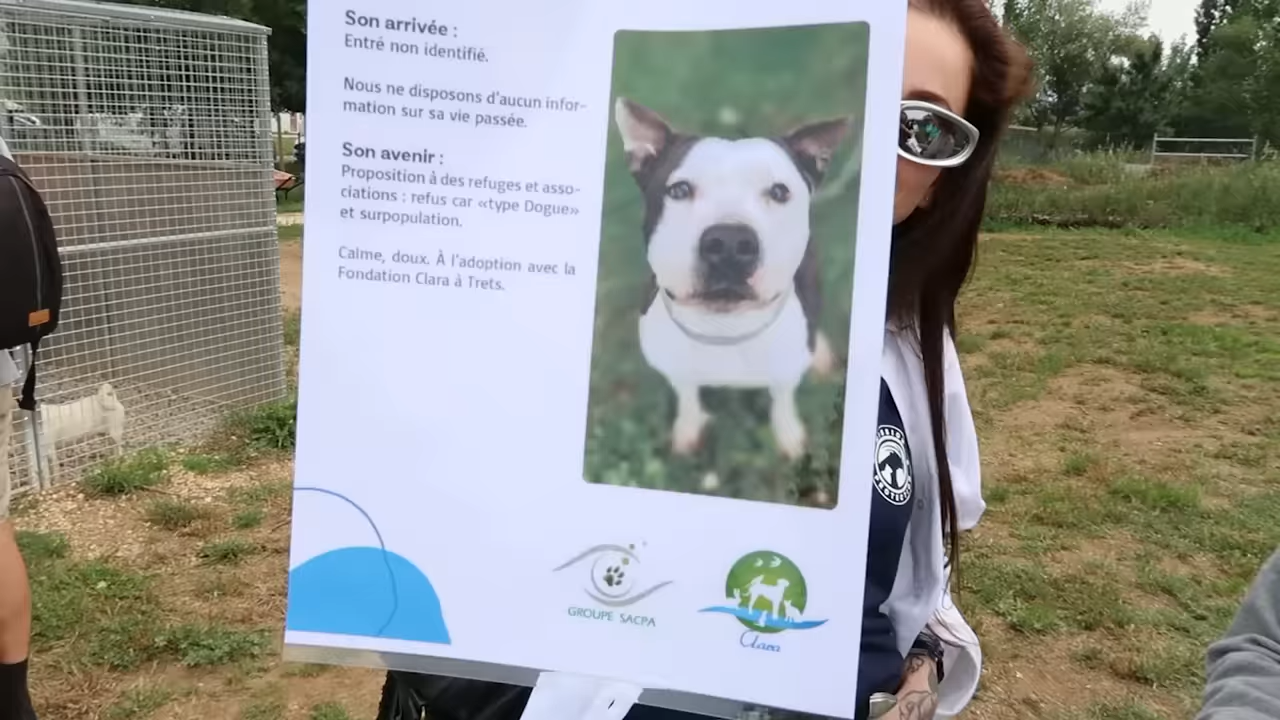 Son arrivée :
Entré non identifié.
Nous ne disposons d'aucun infor-
mation sur sa vie passée.
Son avenir :
Proposition à des refuges et asso-
ciations : refus car «type Dogue»
et surpopulation.
Calme, doux. À l'adoption avec la
Fondation Clara à Trets.
GROUPE SACPA
Clara